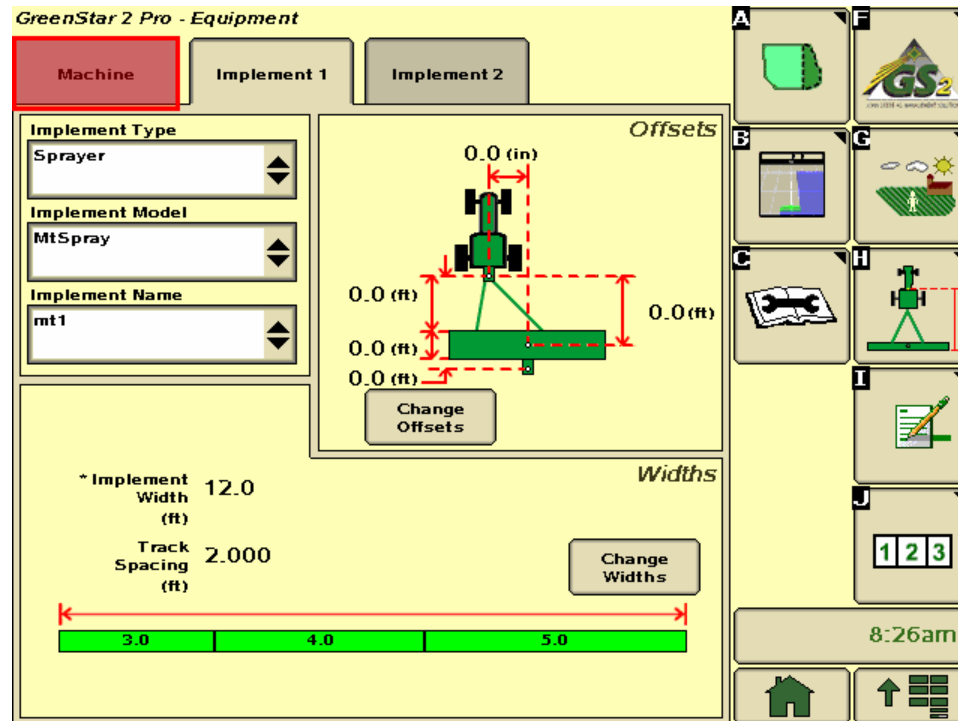 GreenStar 2 Pro - Equipment
Machine
Implement 1
Implement 2
Implement Type
Sprayer
Implement Model
MtSpray
Implement Name
mt1
Offsets
0.0 (in)
0.0 (ft)
0.0 (ft)
0.0 (ft)
0.0 (ft)
Change
Offsets
Widths
* Implement
Width
(ft)
12.0
Track
Spacing
(ft)
2.000
Change
Widths
3.0 4.0 5.0
A
F
GS2
B
G
C
H
I
J
1 2 3
8:26am